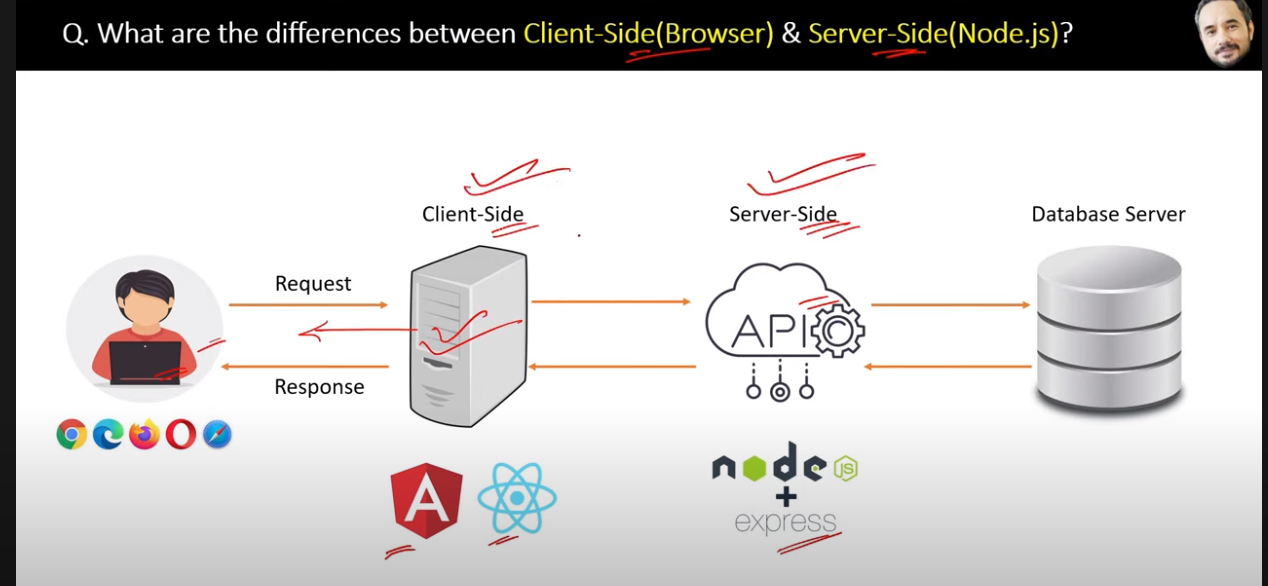 Q. What are the differences between Client-Side(Browser) & Server-Side(Node.js)?
Client-Side
Server-Side
Database Server
Request
API
Response
A
node
JS
+
express